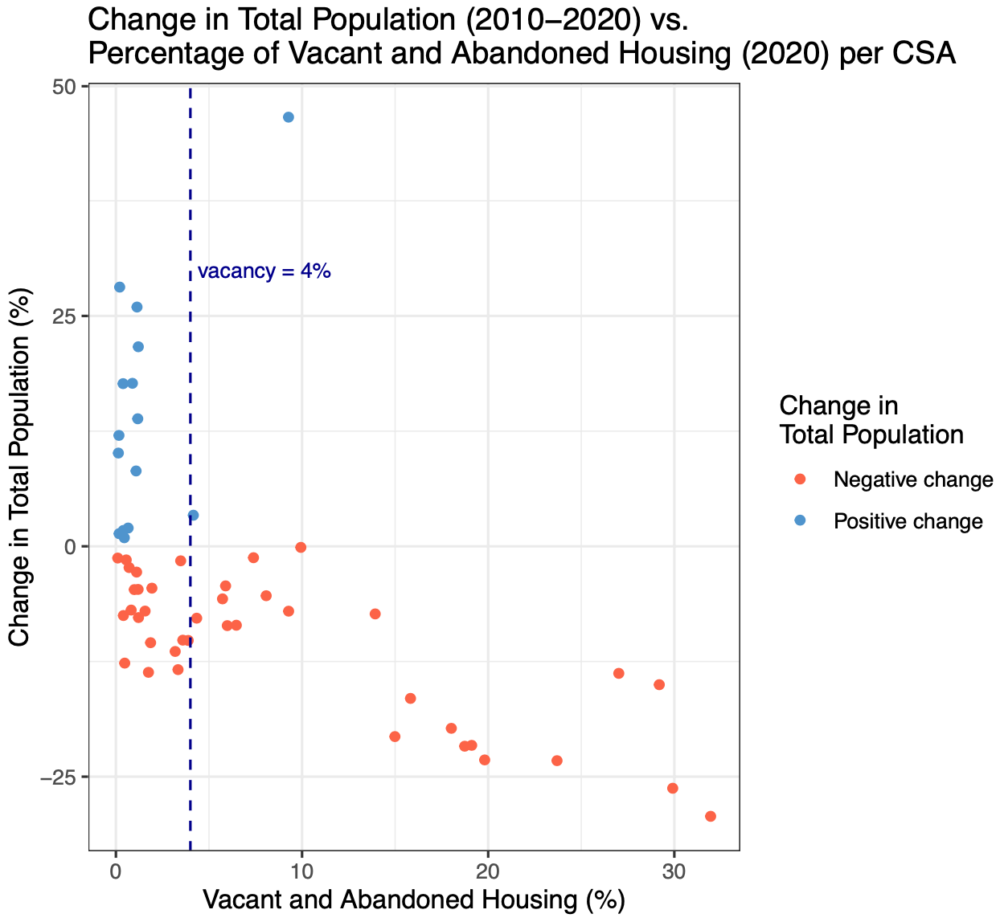 Change in Total Population (2010–2020) vs.
Percentage of Vacant and Abandoned Housing (2020) per CSA
50
25
0
−25
Change in Total Population (%)
vacancy = 4%
0 10 20 30
Vacant and Abandoned Housing (%)
Change in
Total Population
Negative change
Positive change